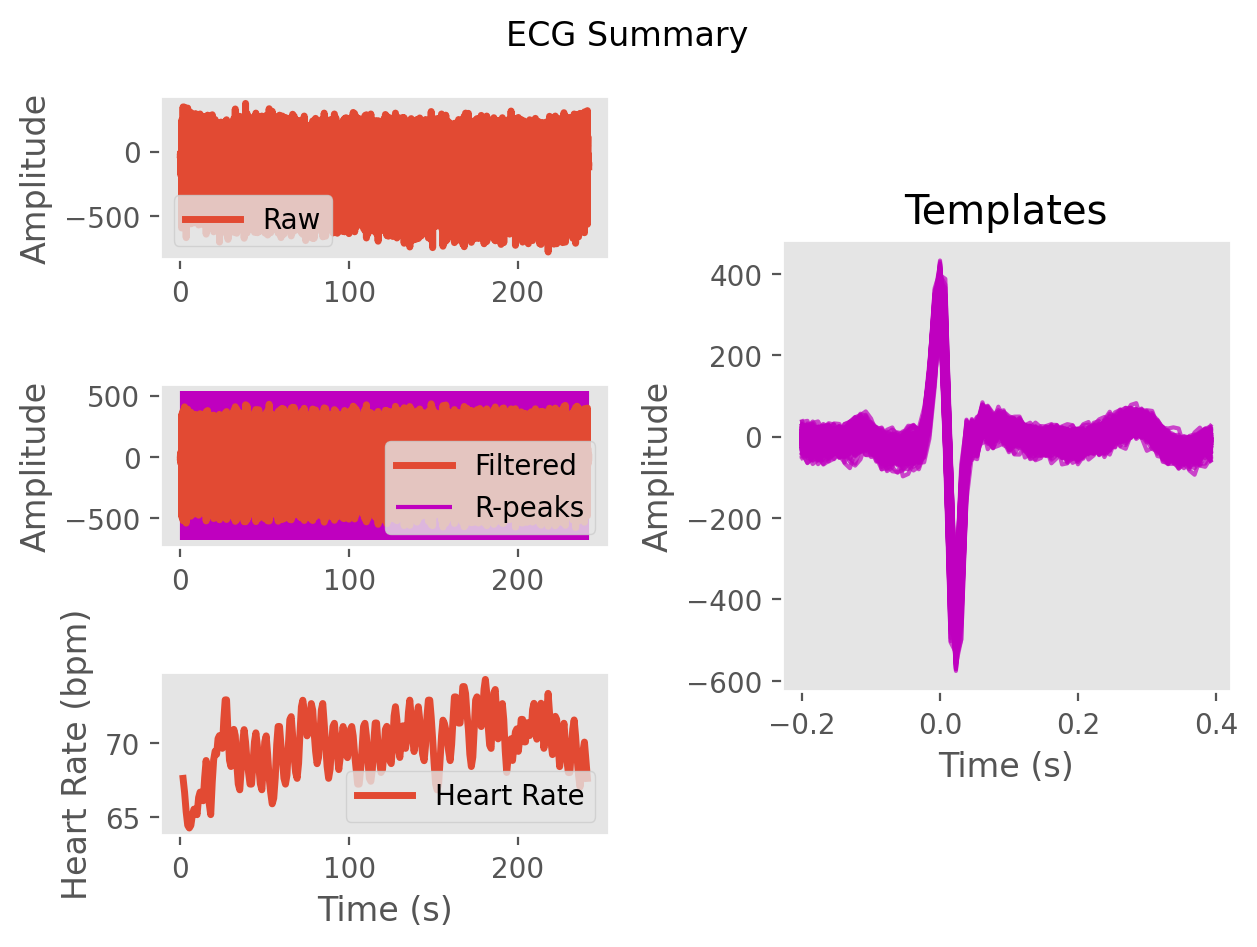 ECG Summary
Amplitude
0
−500
Raw
0
100
200
Amplitude
500
0
−500
Filtered
R-peaks
0
100
200
Heart Rate (bpm)
70
65
Heart Rate
0
100
200
Time (s)
Templates
Amplitude
400
200
0
−200
−400
−600
−0.2
0.0
0.2
0.4
Time (s)